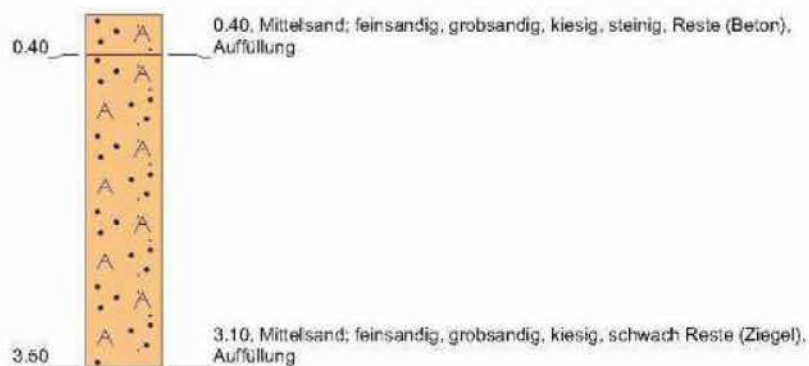 0.40, Mittelsand; feinsandig, grobsandig, kiesig, steinig, Reste (Beton),
0.40
Auffüllung
A
A
A
A
A
A
A
A
A
3.10, Mittelsand; feinsandig, grobsandig, kiesig, schwach Reste (Ziegel),
3.50
Auffüllung